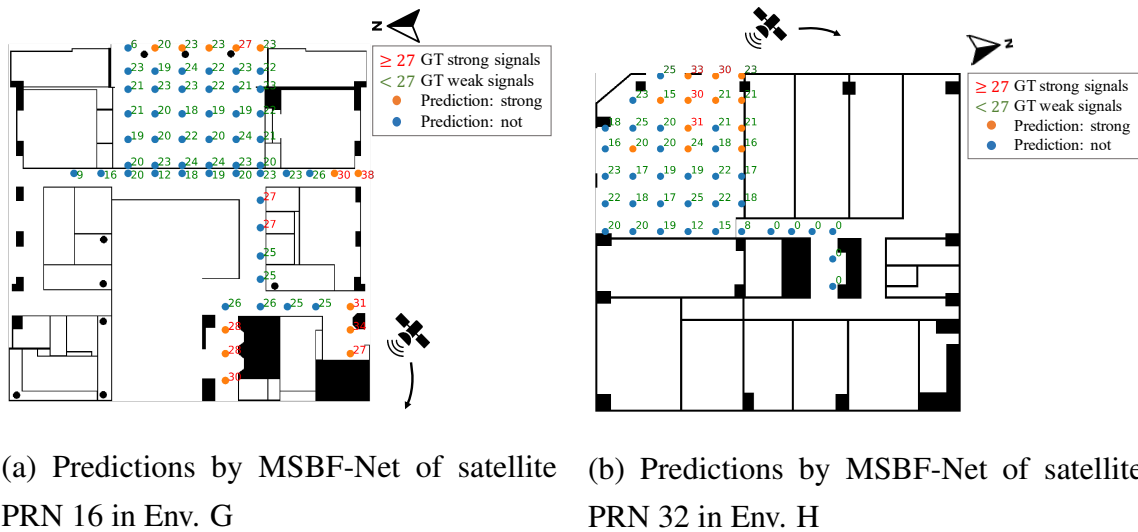 N
≥ 27 GT strong signals
< 27 GT weak signals
Prediction: strong
Prediction: not
6 20 23 23 27 23
23 19 24 22 22 22
21 23 23 22 21 23
21 20 18 19 19 22
19 20 22 20 24 21
20 24 24 24 23 20
9 16 20 12 18 19 20 23 23 26 30 38
27
27
25
25
26 26 25 25 31
28 34
28 27
30
(a) Predictions by MSBF-Net of satellite
PRN 16 in Env. G
N
≥ 27 GT strong signals
< 27 GT weak signals
Prediction: strong
Prediction: not
25 33 30 23
23 15 30 21 21
18 25 20 31 21 21
16 20 20 24 18 16
23 17 19 19 22 17
22 18 17 25 22 18
20 20 19 12 15 8 0 0 0 0
0
0
(b) Predictions by MSBF-Net of satellite
PRN 32 in Env. H